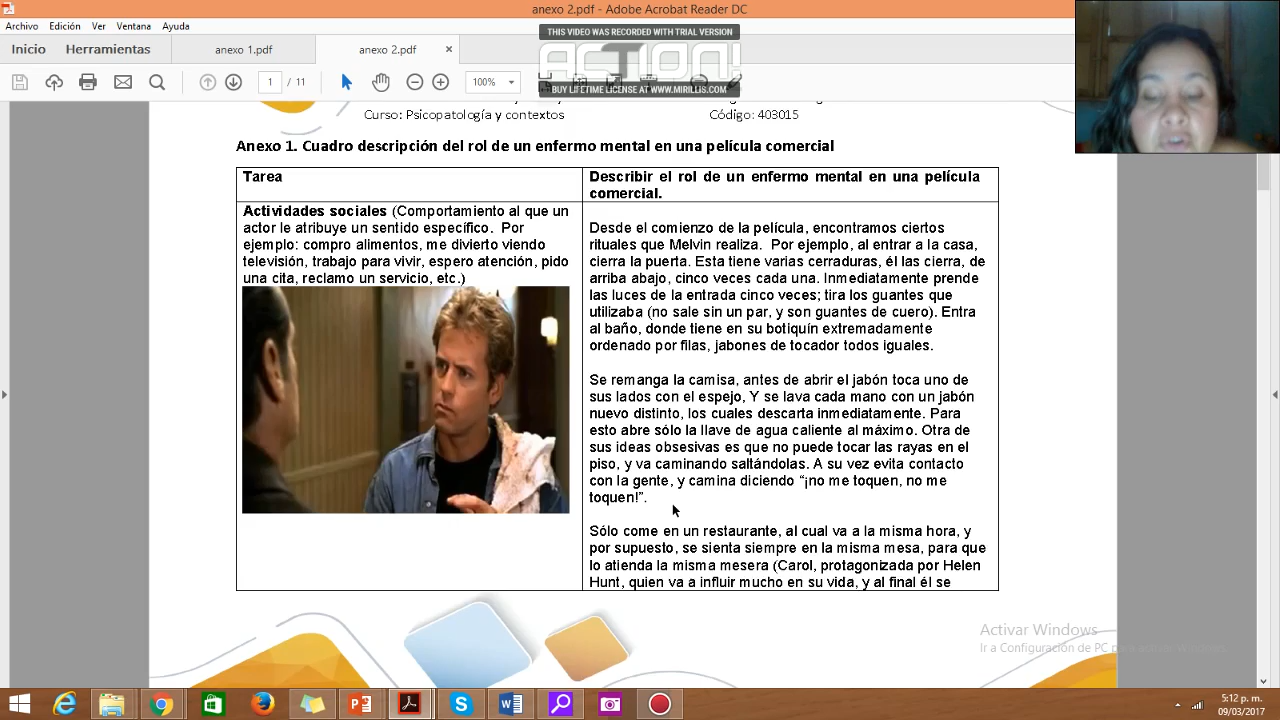 anexo 2.pdf - Adobe Acrobat Reader DC
Archivo Edición Ver Ventana Ayuda
THIS VIDEO WAS RECORDED WITH TRIAL VERSION
ACTION!
BUY LIFETIME LICENSE AT WWW.MIRILLIS.COM
Inicio Herramientas anexo 1.pdf anexo 2.pdf ×
1 / 11 100%
Curso: Psicopatología y contextos Código: 403015
Anexo 1. Cuadro descripción del rol de un enfermo mental en una película comercial
Tarea
Describir el rol de un enfermo mental en una película
comercial.
Actividades sociales (Comportamiento al que un
actor le atribuye un sentido específico. Por
ejemplo: compro alimentos, me divierto viendo
televisión, trabajo para vivir, espero atención, pido
una cita, reclamo un servicio, etc.)
Desde el comienzo de la película, encontramos ciertos
rituales que Melvin realiza. Por ejemplo, al entrar a la casa,
cierra la puerta. Esta tiene varias cerraduras, él las cierra, de
arriba abajo, cinco veces cada una. Inmediatamente prende
las luces de la entrada cinco veces; tira los guantes que
utilizaba (no sale sin un par, y son guantes de cuero). Entra
al baño, donde tiene en su botiquín extremadamente
ordenado por filas, jabones de tocador todos iguales.
Se remanga la camisa, antes de abrir el jabón toca uno de
sus lados con el espejo, Y se lava cada mano con un jabón
nuevo distinto, los cuales descarta inmediatamente. Para
esto abre sólo la llave de agua caliente al máximo. Otra de
sus ideas obsesivas es que no puede tocar las rayas en el
piso, y va caminando saltándolas. A su vez evita contacto
con la gente, y camina diciendo “¡no me toquen, no me
toquen!”.
Sólo come en un restaurante, al cual va a la misma hora, y
por supuesto, se sienta siempre en la misma mesa, para que
lo atienda la misma mesera (Carol, protagonizada por Helen
Hunt, quien va a influir mucho en su vida, y al final él se
Activar Windows
Ir a Configuración de PC para activar Windows.
5:12 p. m.
09/03/2017